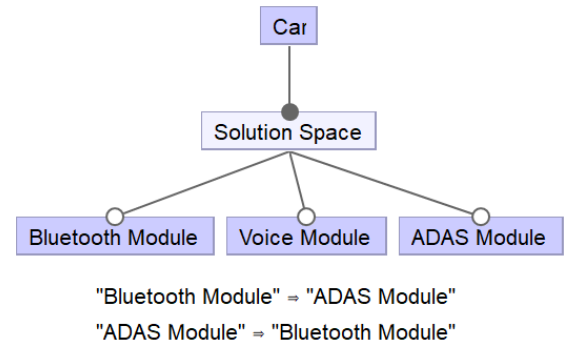 Car
Solution Space
Bluetooth Module
Voice Module
ADAS Module
"Bluetooth Module" ⇒ "ADAS Module"
"ADAS Module" ⇒ "Bluetooth Module"